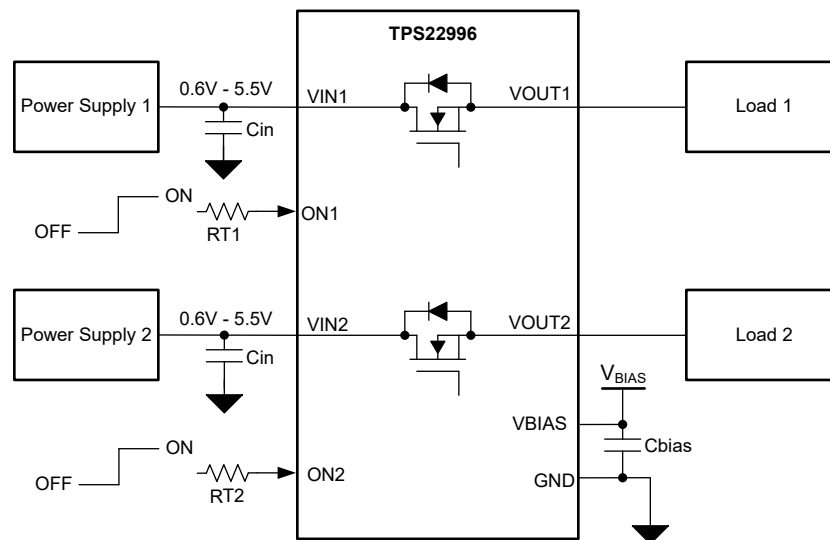 TPS22996
Power Supply 1
0.6V - 5.5V
VIN1
VOUT1
Load 1
Cin
ON
OFF
RT1
ON1
Power Supply 2
0.6V - 5.5V
VIN2
VOUT2
Load 2
Cin
VBIAS
VBIAS
Cbias
ON
OFF
RT2
ON2
GND